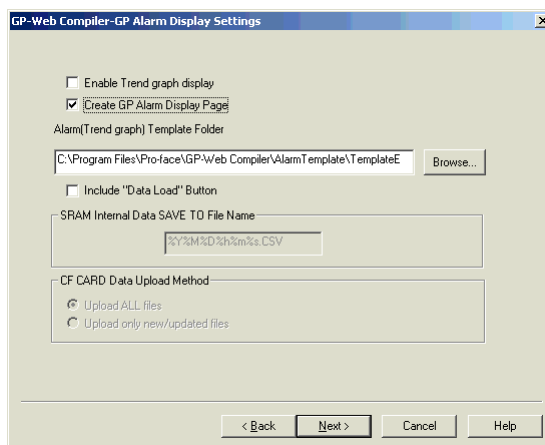 GP-Web Compiler-GP Alarm Display Settings
Enable Trend graph display
Create GP Alarm Display Page
Alarm(Trend graph) Template Folder
C:\Program Files\Pro-face\GP-Web Compiler\AlarmTemplate\TemplateE
Browse...
Include "Data Load" Button
SRAM Internal Data SAVE TO File Name
%Y%M%D%h%m%s.CSV
CF CARD Data Upload Method
Upload ALL files
Upload only new/updated files
< Back Next > Cancel Help